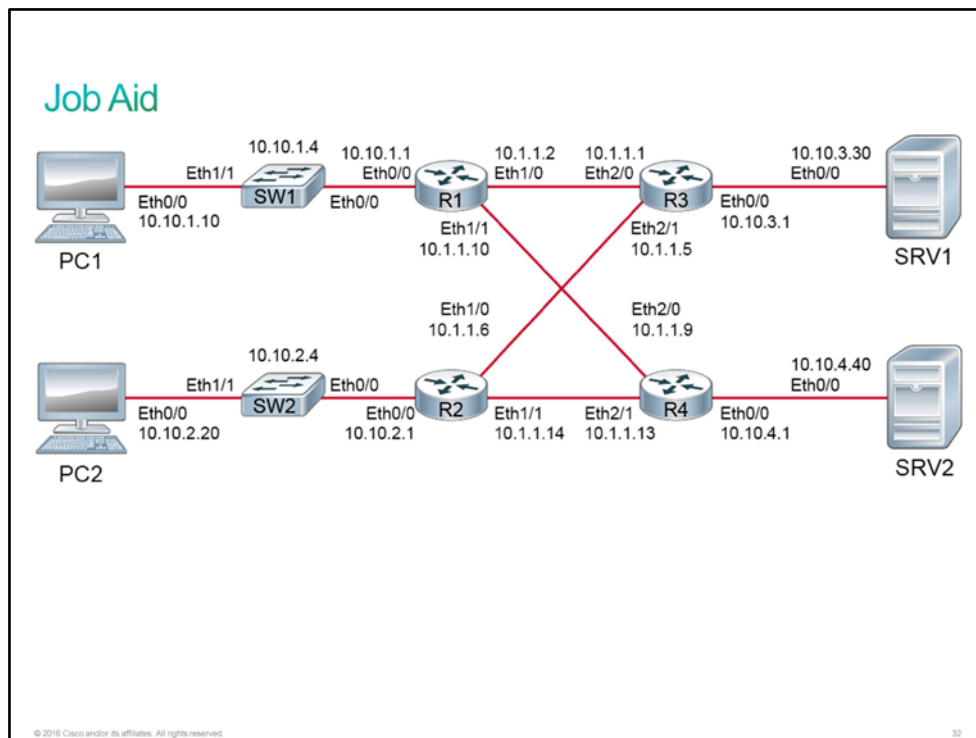 Job Aid
10.10.1.4
10.10.1.1
10.1.1.2
10.1.1.1
10.10.3.30
Eth1/1
Eth0/0
Eth1/0
Eth2/0
Eth0/0
Eth0/0
10.10.1.10
SW1
Eth0/0
R1
R3
Eth0/0
10.10.3.1
PC1
Eth1/1
10.1.1.10
Eth2/1
10.1.1.5
SRV1
Eth1/0
10.1.1.6
Eth2/0
10.1.1.9
10.10.2.4
10.10.4.40
Eth1/1
Eth0/0
Eth0/0
Eth0/0
10.10.2.20
SW2
Eth0/0
10.10.2.1
R2
Eth1/1
10.1.1.14
Eth2/1
10.1.1.13
R4
Eth0/0
10.10.4.1
PC2
SRV2
© 2016 Cisco and/or its affiliates. All rights reserved.
32